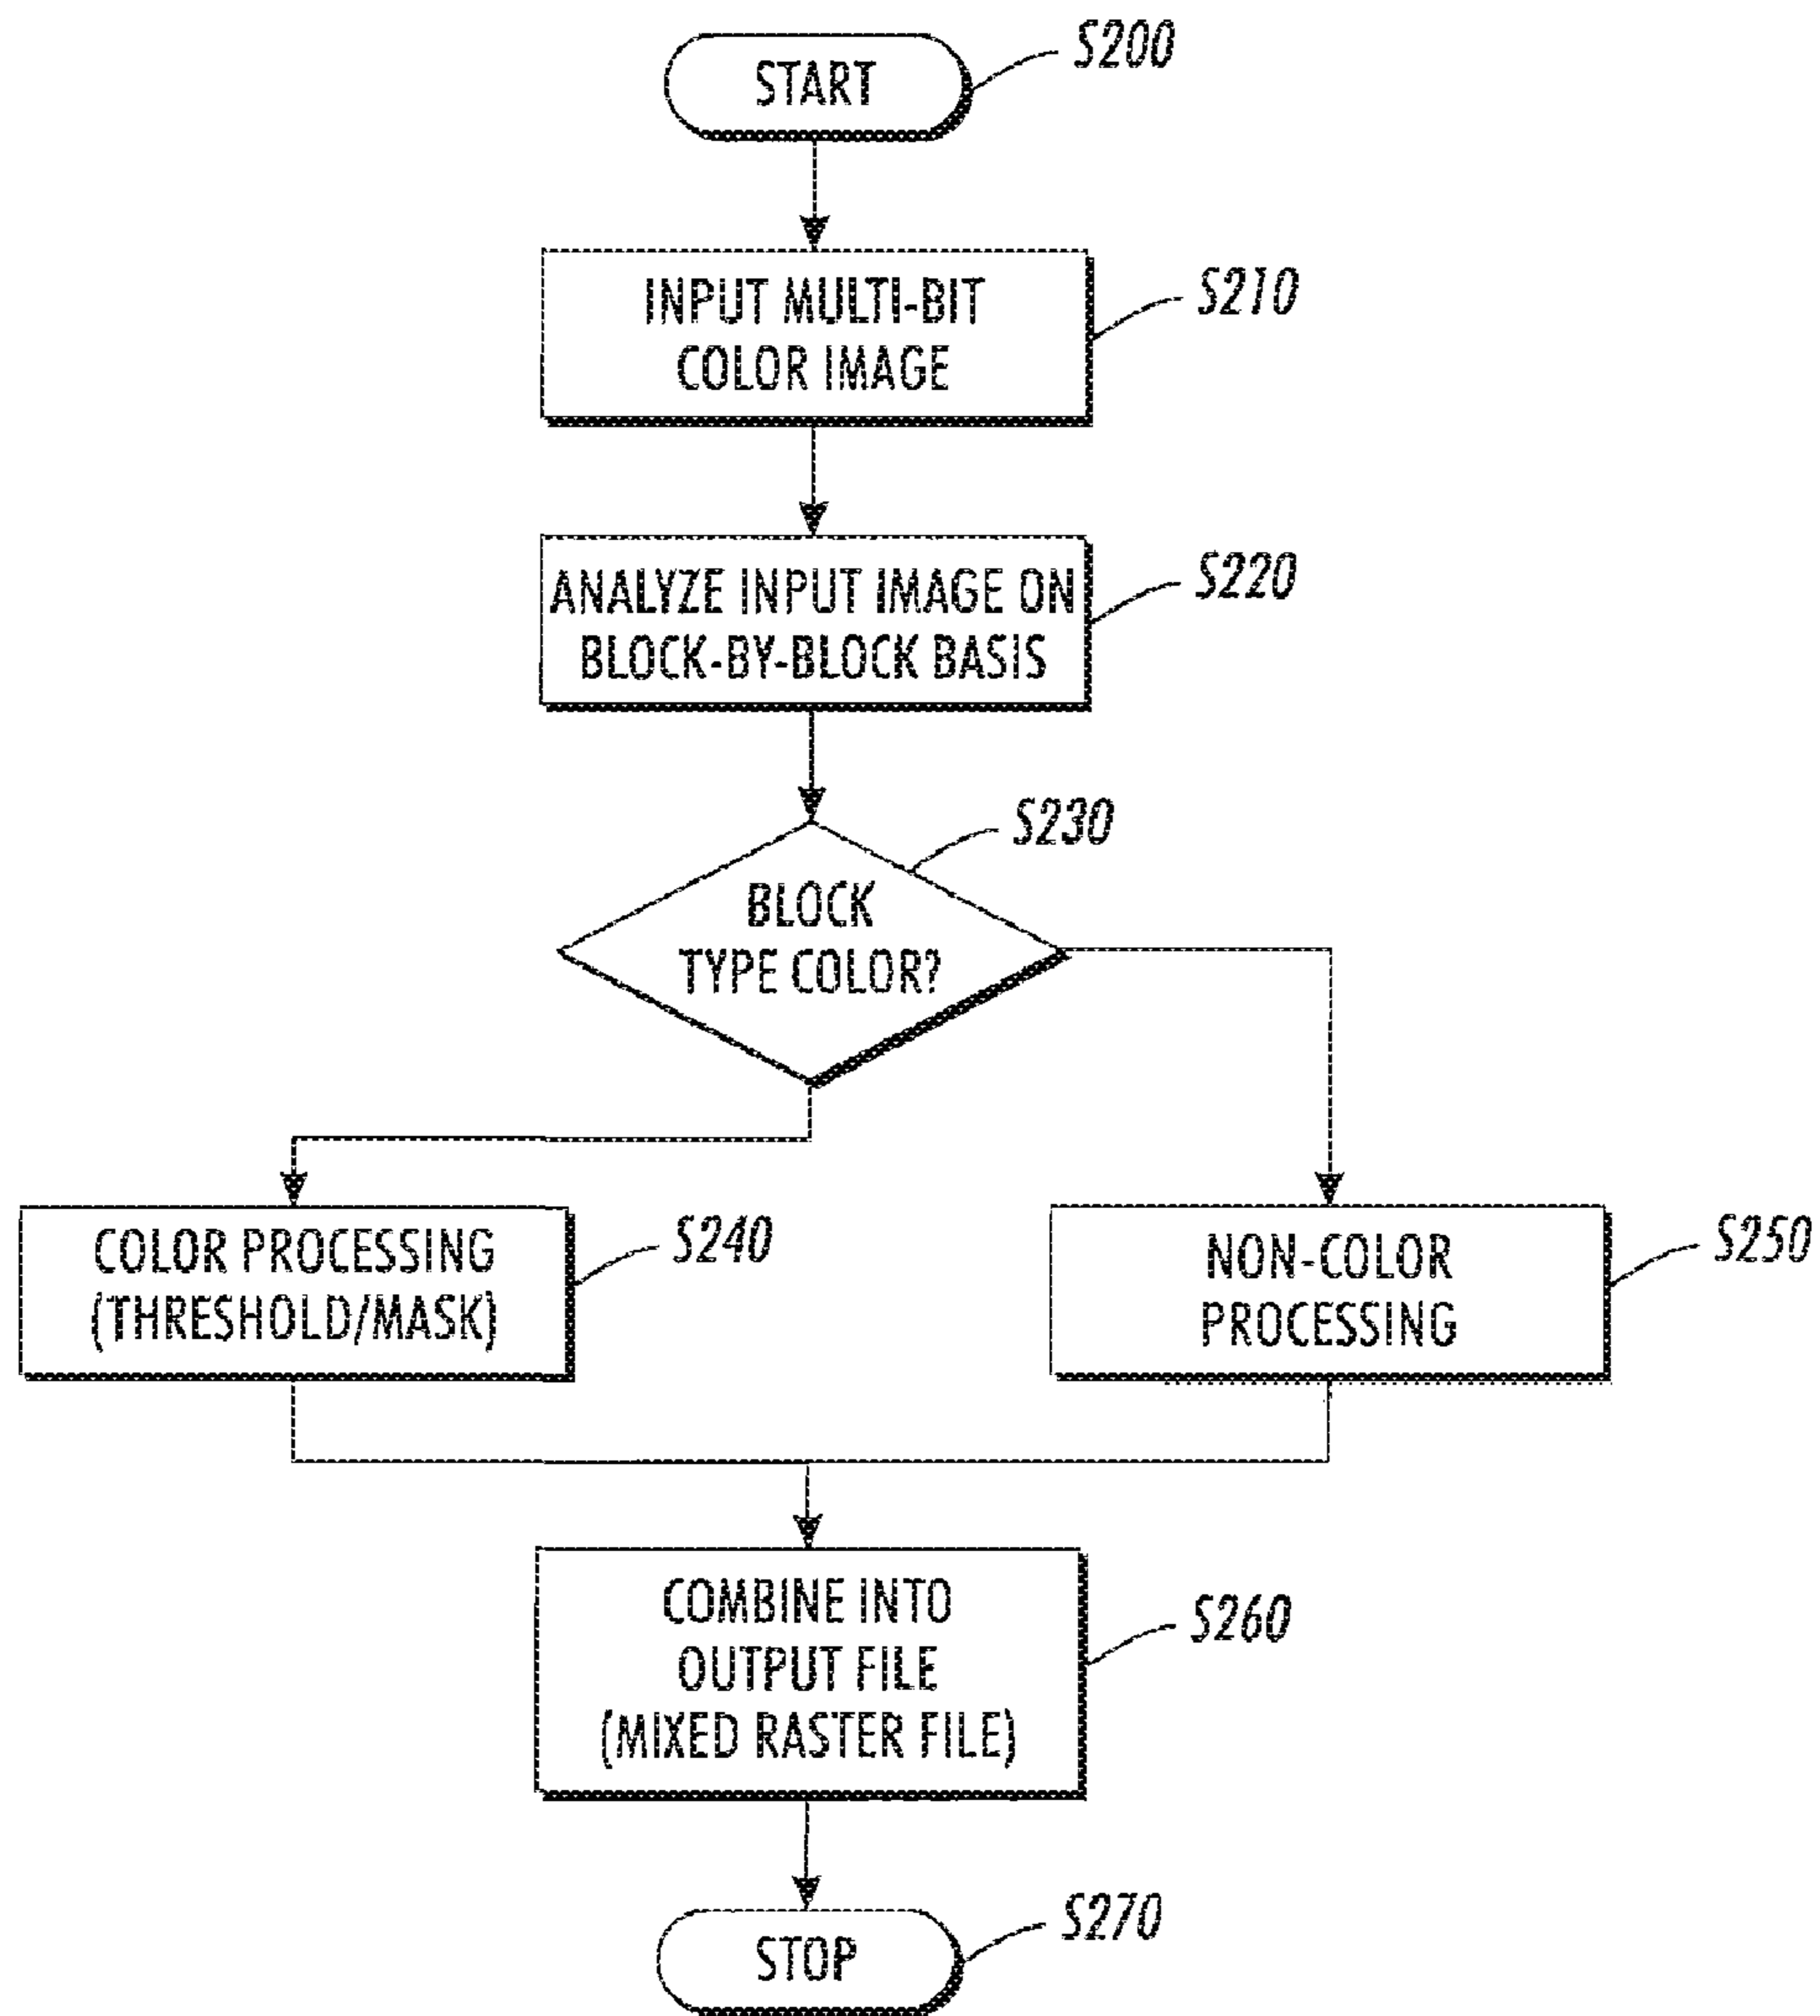 START
S200
INPUT MULTI-BIT
COLOR IMAGE
S210
ANALYZE INPUT IMAGE ON
BLOCK-BY-BLOCK BASIS
S220
BLOCK
TYPE COLOR?
S230
COLOR PROCESSING
(THRESHOLD/MASK)
S240
NON-COLOR
PROCESSING
S250
COMBINE INTO
OUTPUT FILE
(MIXED RASTER FILE)
S260
STOP
S270